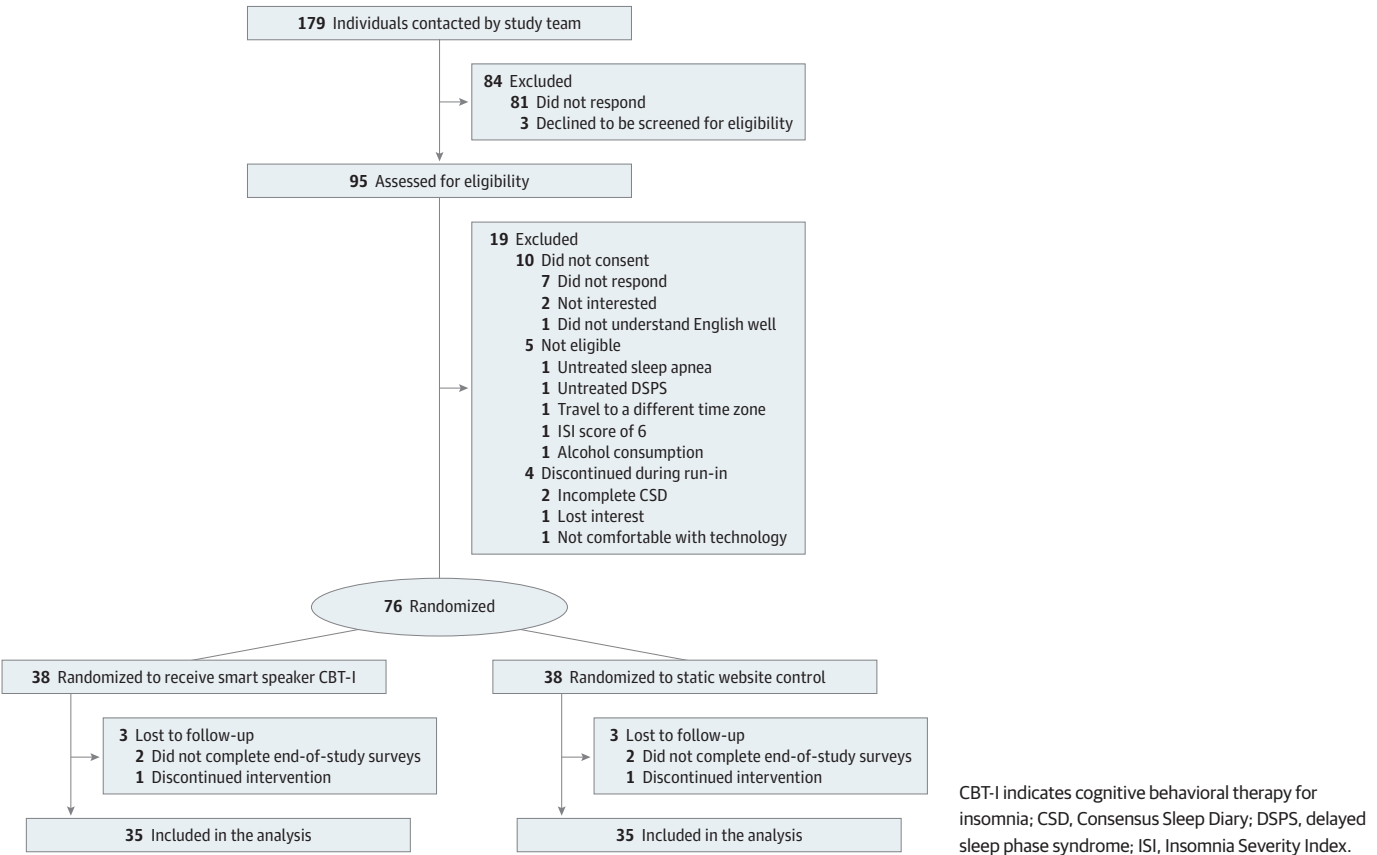 179 Individuals contacted by study team
84 Excluded
81 Did not respond
3 Declined to be screened for eligibility
95 Assessed for eligibility
19 Excluded
10 Did not consent
7 Did not respond
2 Not interested
1 Did not understand English well
5 Not eligible
1 Untreated sleep apnea
1 Untreated DSPS
1 Travel to a different time zone
1 ISI score of 6
1 Alcohol consumption
4 Discontinued during run-in
2 Incomplete CSD
1 Lost interest
1 Not comfortable with technology
76 Randomized
38 Randomized to receive smart speaker CBT-I
3 Lost to follow-up
2 Did not complete end-of-study surveys
1 Discontinued intervention
35 Included in the analysis
38 Randomized to static website control
3 Lost to follow-up
2 Did not complete end-of-study surveys
1 Discontinued intervention
35 Included in the analysis
CBT-I indicates cognitive behavioral therapy for
insomnia; CSD, Consensus Sleep Diary; DSPS, delayed
sleep phase syndrome; ISI, Insomnia Severity Index.